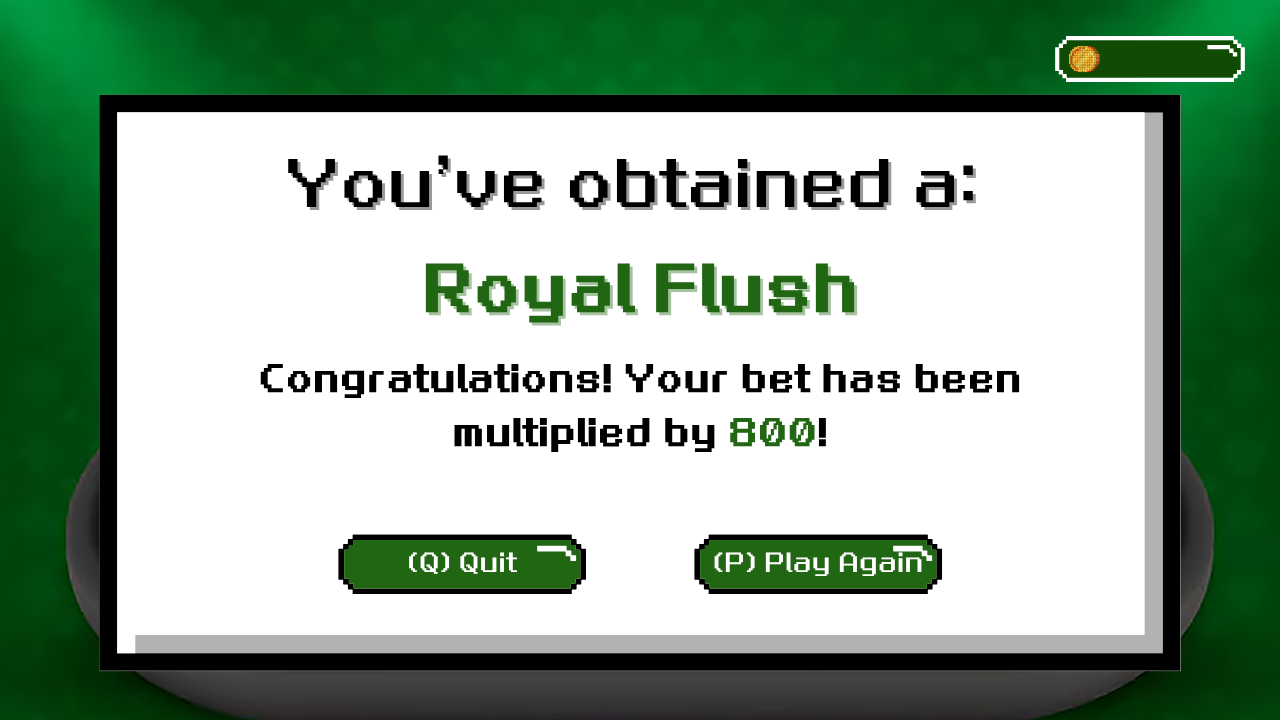 You've obtained a:
Royal Flush
Congratulations! Your bet has been
multiplied by 800!
(Q) Quit
(P) Play Again